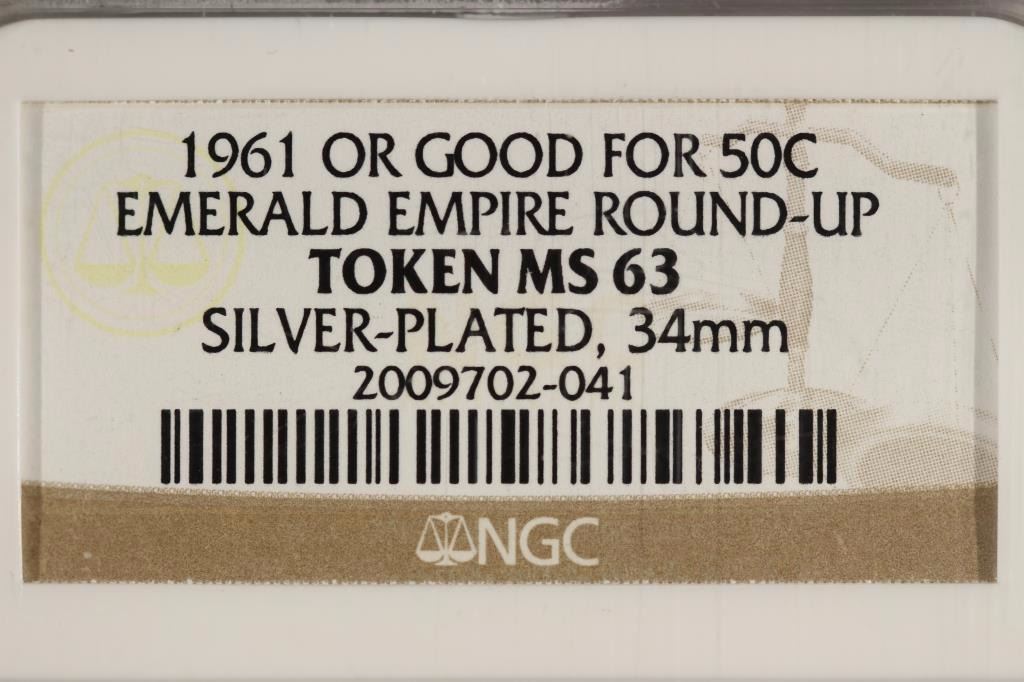 1961 OR GOOD FOR 50C
EMERALD EMPIRE ROUND-UP
TOKEN MS 63
SILVER-PLATED, 34mm
2009702-041
NGC